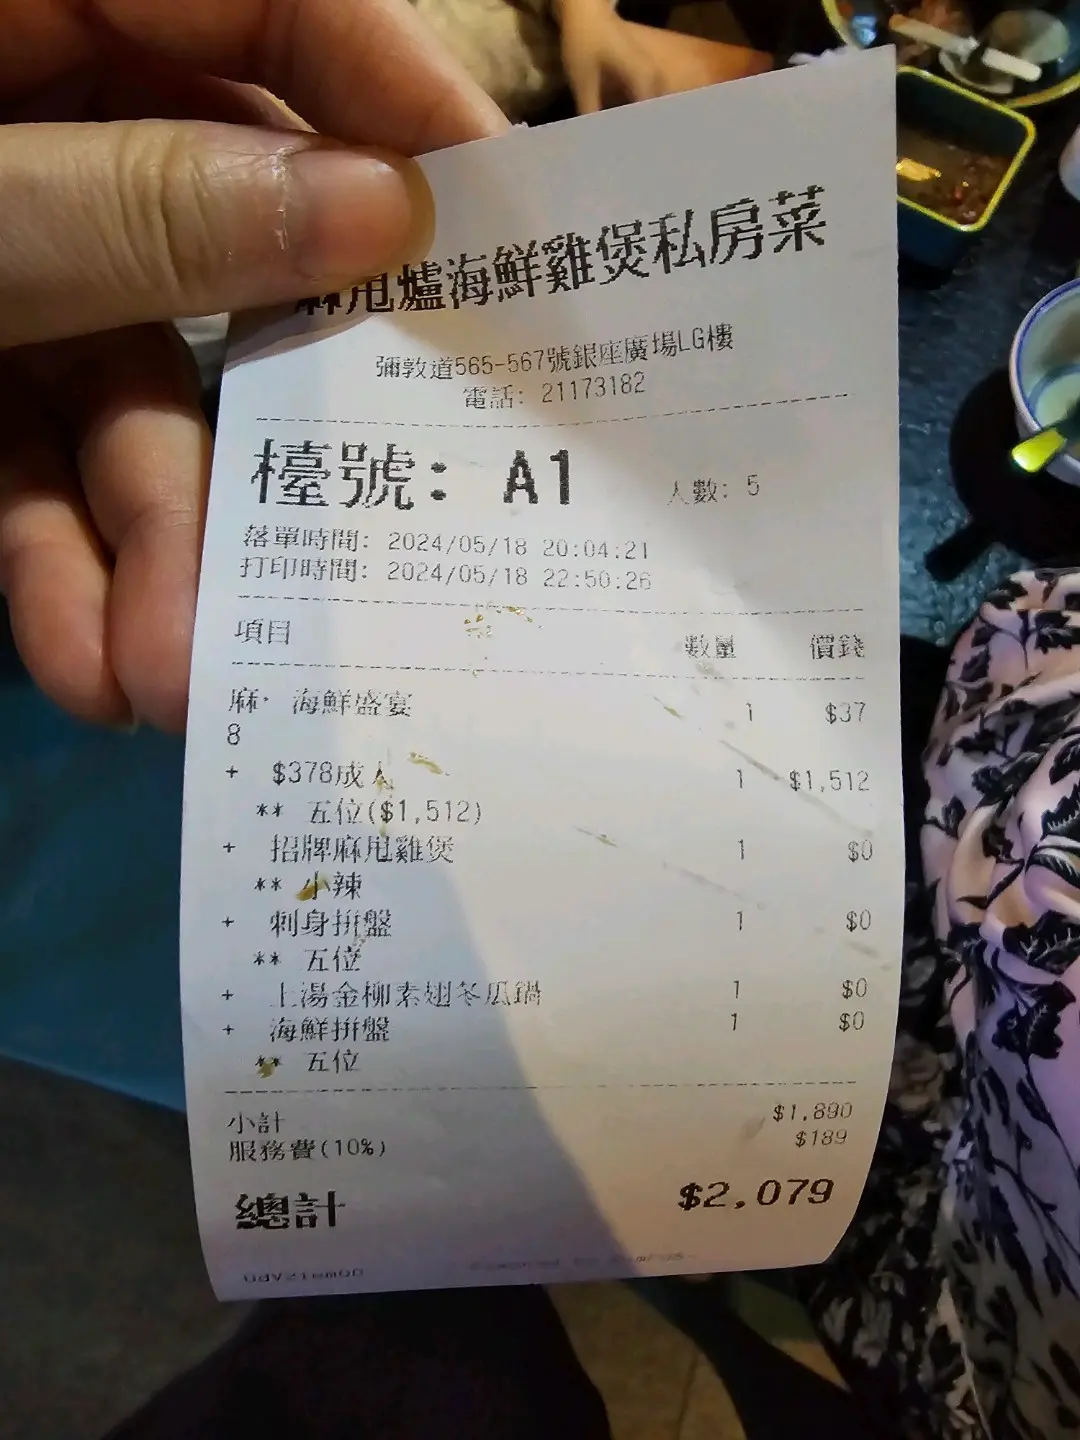 麻甩爐海鮮雞煲私房菜
彌敦道565-567號銀座廣場LG樓
電話: 21173182
檯號: A1 人數: 5
落單時間: 2024/05/18 20:04:21
打印時間: 2024/05/18 22:50:26
項目 數量 價錢
麻· 海鮮盛宴 1 $37
8
+ $378成人 1 $1,512
** 五位($1,512)
+ 招牌麻甩雞煲 1 $0
** 小辣
+ 刺身拼盤 1 $0
** 五位
+ 上湯金柳素翅冬瓜鍋 1 $0
+ 海鮮拼盤 1 $0
** 五位
小計 $1,890
服務費(10%) $189
總計 $2,079